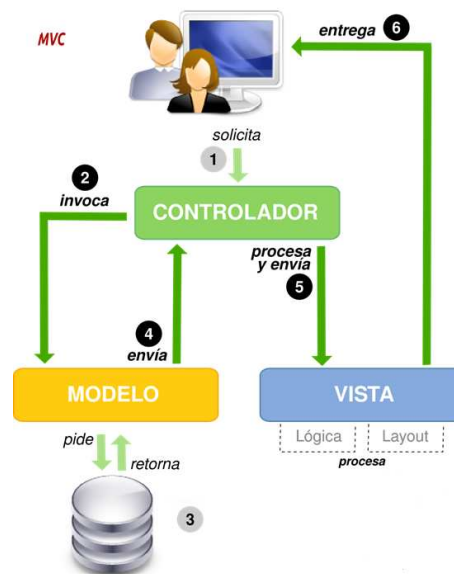 MVC
entrega 6
solicita
1
2
invoca
CONTROLADOR
procesa
y envía
5
4
envía
MODELO
VISTA
Lógica
Layout
procesa
pide
retorna
3